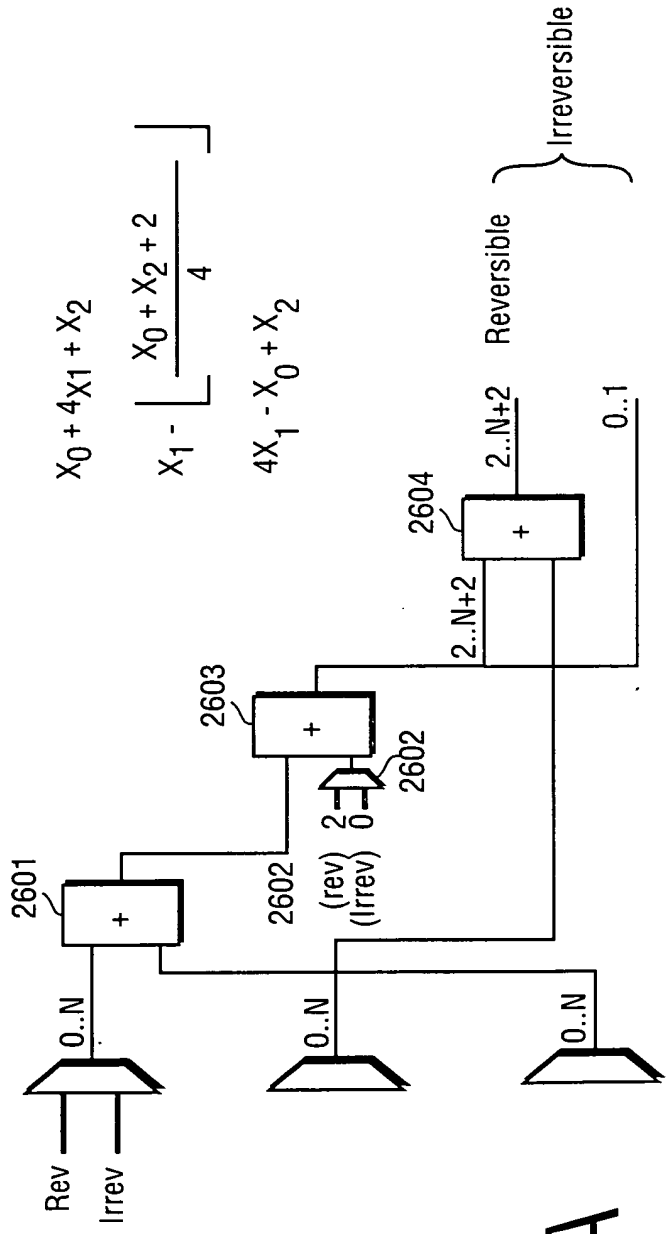 X0 + 4X1 + X2
X1 - ⌊ X0 + X2 + 2
4 ⌋
4X1 - X0 + X2
Rev
Irrev
0..N
2601
+
2602
(rev) 2
(Irrev) 0
2602
2603
+
0..N
0..N
2..N+2
2604
+
2..N+2
Reversible
0..1
Irreversible